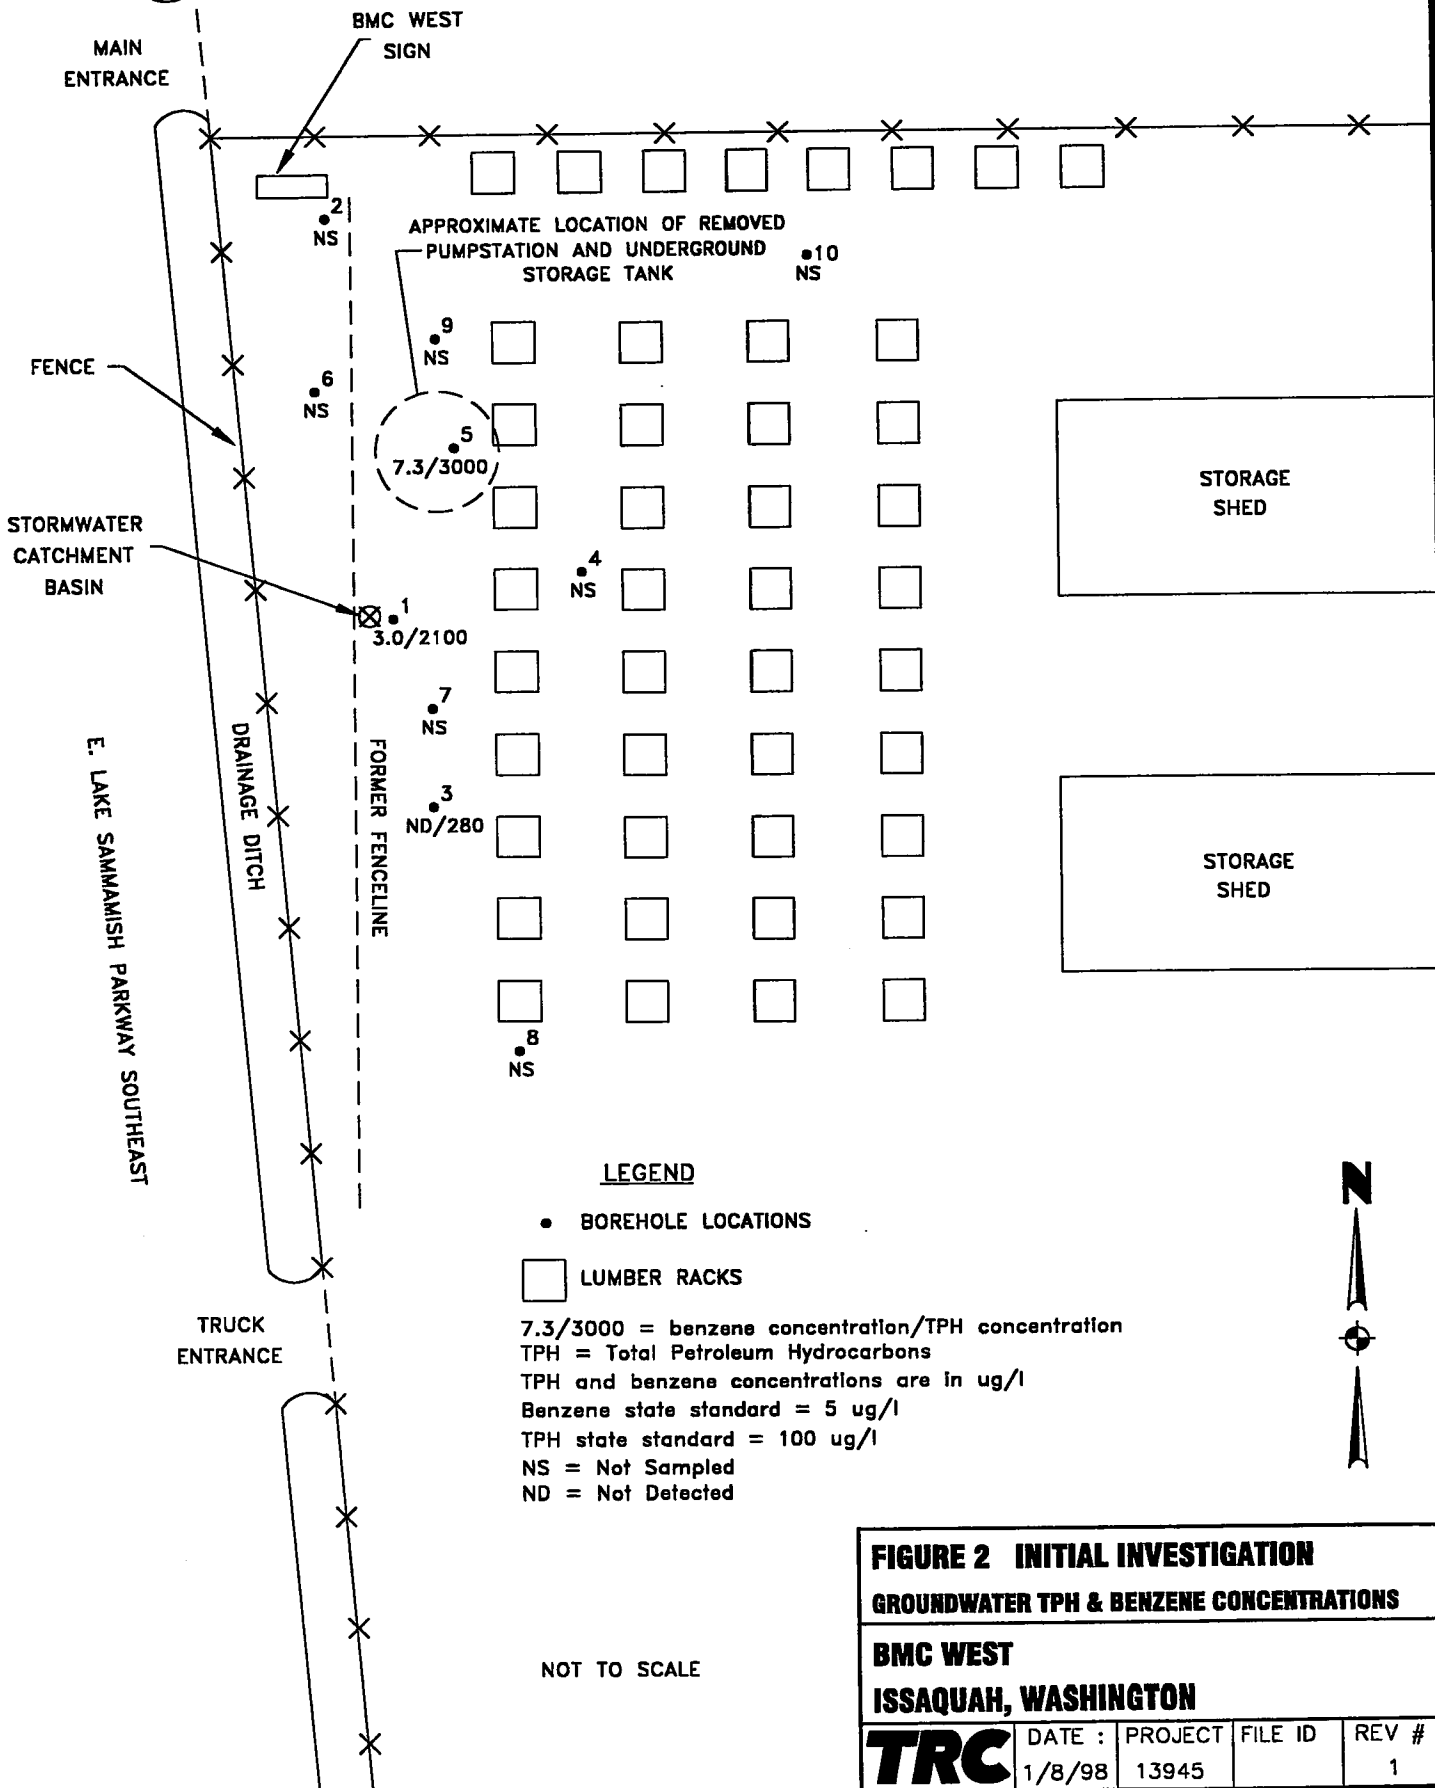 BMC WEST
SIGN
MAIN
ENTRANCE
2
NS
APPROXIMATE LOCATION OF REMOVED
PUMPSTATION AND UNDERGROUND
STORAGE TANK
10
NS
9
NS
FENCE
6
NS
5
7.3/3000
STORAGE
SHED
STORMWATER
CATCHMENT
BASIN
4
NS
1
3.0/2100
7
NS
E. LAKE SAMMAMISH PARKWAY SOUTHEAST
DRAINAGE DITCH
FORMER FENCELINE
3
ND/280
STORAGE
SHED
8
NS
LEGEND
BOREHOLE LOCATIONS
LUMBER RACKS
7.3/3000 = benzene concentration/TPH concentration
TPH = Total Petroleum Hydrocarbons
TPH and benzene concentrations are in ug/l
Benzene state standard = 5 ug/l
TPH state standard = 100 ug/l
NS = Not Sampled
ND = Not Detected
N
TRUCK
ENTRANCE
NOT TO SCALE
FIGURE 2 INITIAL INVESTIGATION
GROUNDWATER TPH & BENZENE CONCENTRATIONS
BMC WEST
ISSAQUAH, WASHINGTON
TRC
DATE :
1/8/98
PROJECT
13945
FILE ID
REV #
1